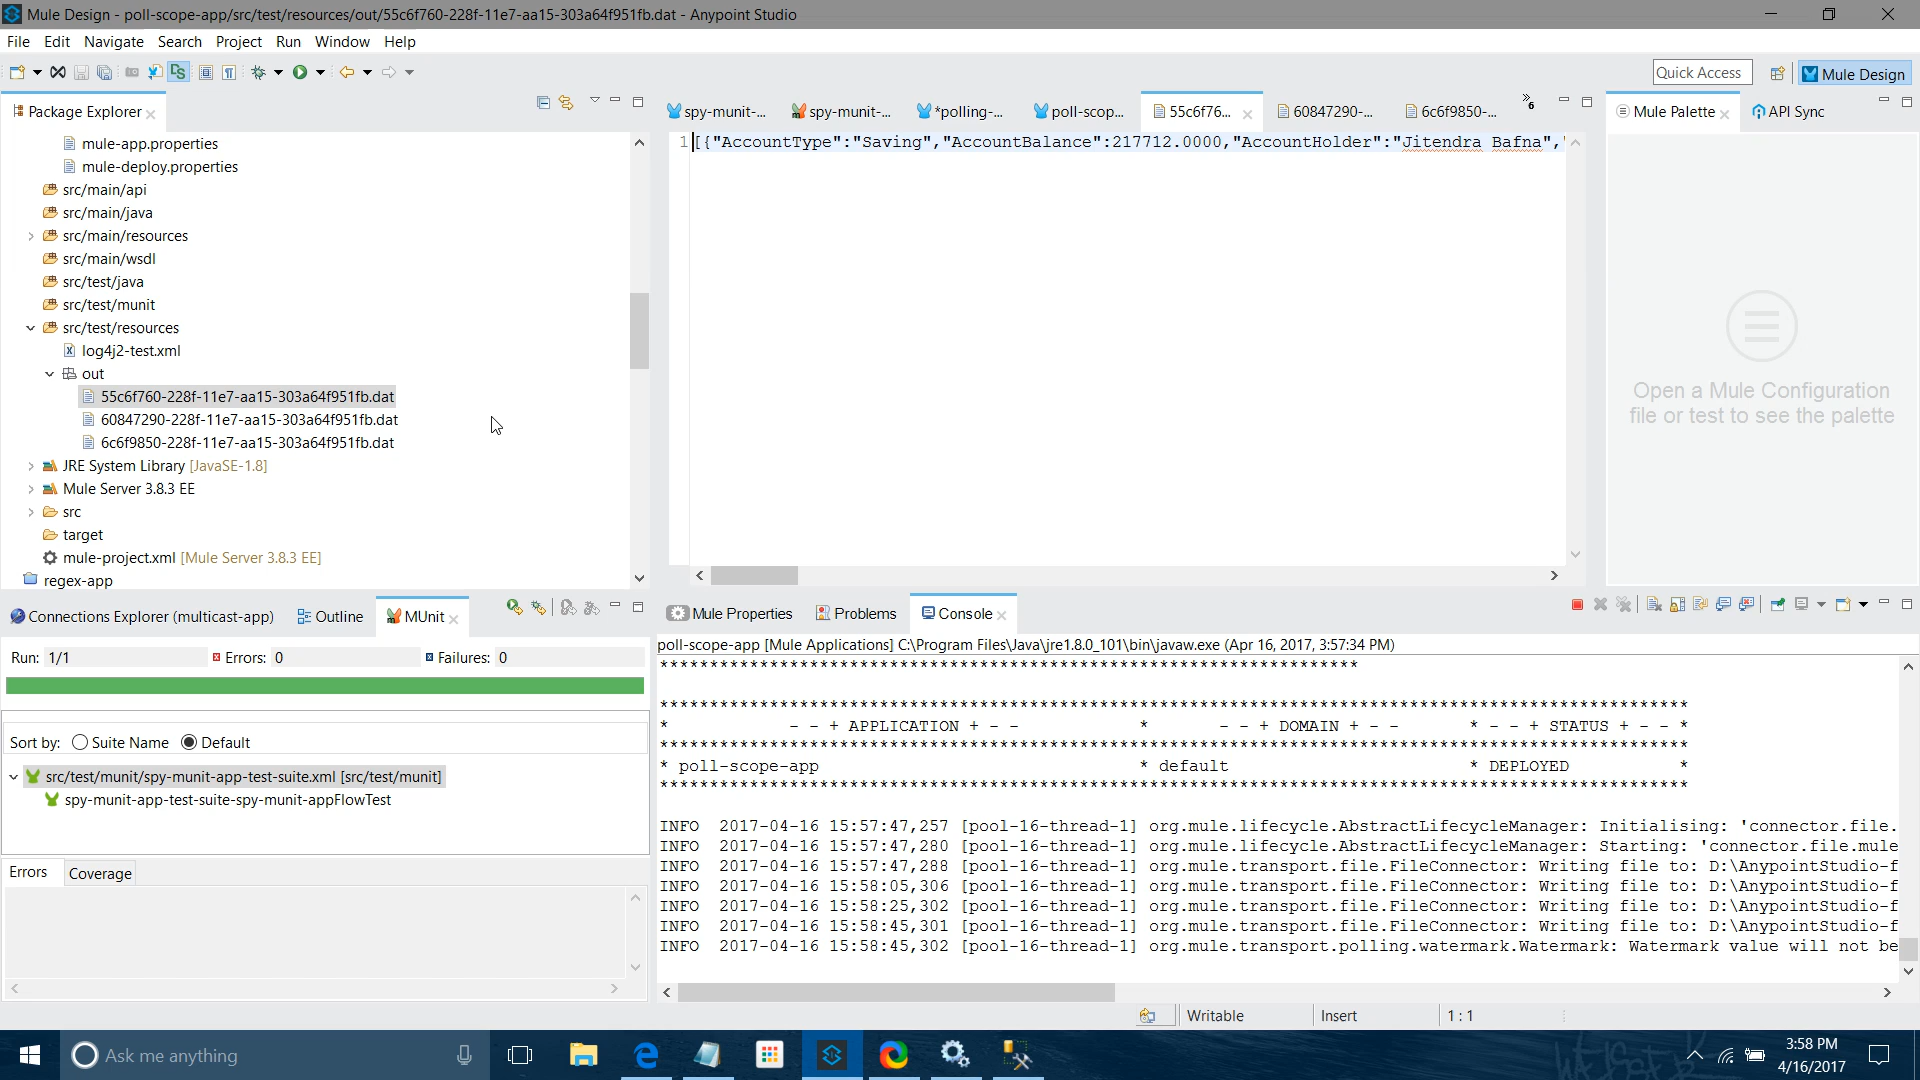 Mule Design - poll-scope-app/src/test/resources/out/55c6f760-228f-11e7-aa15-303a64f951fb.dat - Anypoint Studio
File Edit Navigate Search Project Run Window Help
Quick Access
Mule Design
Package Explorer
mule-app.properties
mule-deploy.properties
src/main/api
src/main/java
src/main/resources
src/main/wsdl
src/test/java
src/test/munit
src/test/resources
log4j2-test.xml
out
55c6f760-228f-11e7-aa15-303a64f951fb.dat
60847290-228f-11e7-aa15-303a64f951fb.dat
6c6f9850-228f-11e7-aa15-303a64f951fb.dat
JRE System Library [JavaSE-1.8]
Mule Server 3.8.3 EE
src
target
mule-project.xml [Mule Server 3.8.3 EE]
regex-app
spy-munit-... spy-munit-... *polling-... poll-scop... 55c6f76... 60847290-... 6c6f9850-... »6
1 [{"AccountType":"Saving","AccountBalance":217712.0000,"AccountHolder":"Jitendra Bafna",
Mule Palette API Sync
Open a Mule Configuration
file or test to see the palette
Connections Explorer (multicast-app) Outline MUnit
Run: 1/1 Errors: 0 Failures: 0
Sort by: Suite Name Default
src/test/munit/spy-munit-app-test-suite.xml [src/test/munit]
spy-munit-app-test-suite-spy-munit-appFlowTest
Errors Coverage
Mule Properties Problems Console
poll-scope-app [Mule Applications] C:\Program Files\Java\jre1.8.0_101\bin\javaw.exe (Apr 16, 2017, 3:57:34 PM)
* - - + APPLICATION + - - * - - + DOMAIN + - - * - - + STATUS + - - *
* poll-scope-app * default * DEPLOYED *
INFO 2017-04-16 15:57:47,257 [pool-16-thread-1] org.mule.lifecycle.AbstractLifecycleManager: Initialising: 'connector.file.
INFO 2017-04-16 15:57:47,280 [pool-16-thread-1] org.mule.lifecycle.AbstractLifecycleManager: Starting: 'connector.file.mule
INFO 2017-04-16 15:57:47,288 [pool-16-thread-1] org.mule.transport.file.FileConnector: Writing file to: D:\AnypointStudio-f
INFO 2017-04-16 15:58:05,306 [pool-16-thread-1] org.mule.transport.file.FileConnector: Writing file to: D:\AnypointStudio-f
INFO 2017-04-16 15:58:25,302 [pool-16-thread-1] org.mule.transport.file.FileConnector: Writing file to: D:\AnypointStudio-f
INFO 2017-04-16 15:58:45,301 [pool-16-thread-1] org.mule.transport.file.FileConnector: Writing file to: D:\AnypointStudio-f
INFO 2017-04-16 15:58:45,302 [pool-16-thread-1] org.mule.transport.polling.watermark.Watermark: Watermark value will not be
Writable Insert 1 : 1
Ask me anything
3:58 PM
4/16/2017